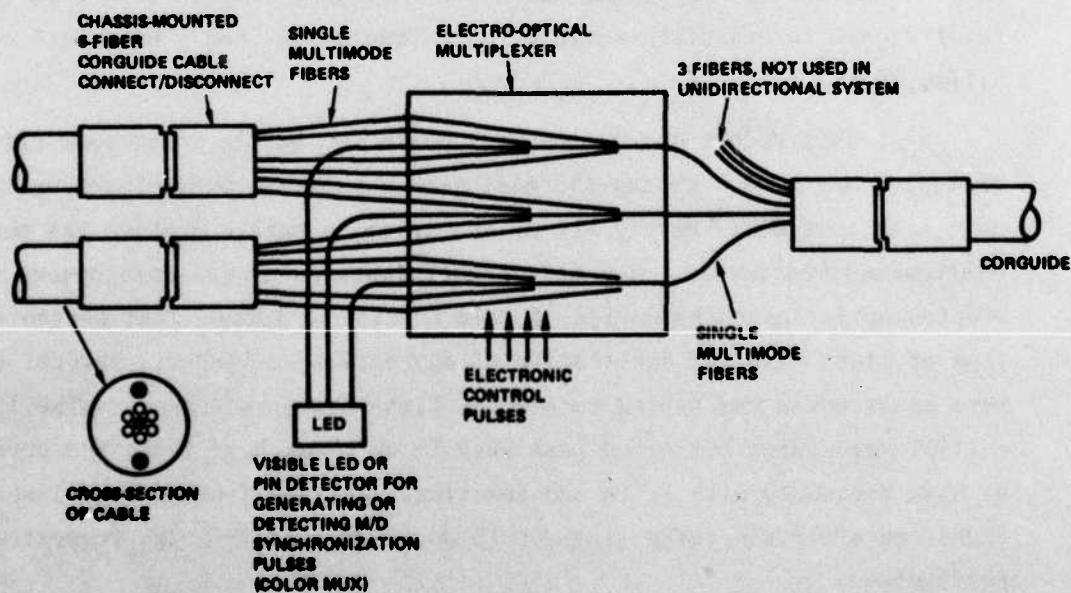 CHASSIS-MOUNTED
6-FIBER
CORGUIDE CABLE
CONNECT/DISCONNECT
SINGLE
MULTIMODE
FIBERS
ELECTRO-OPTICAL
MULTIPLEXER
3 FIBERS, NOT USED IN
UNIDIRECTIONAL SYSTEM
CORGUIDE
SINGLE
MULTIMODE
FIBERS
ELECTRONIC
CONTROL
PULSES
LED
VISIBLE LED OR
PIN DETECTOR FOR
GENERATING OR
DETECTING M/D
SYNCHRONIZATION
PULSES
(COLOR MUX)
CROSS-SECTION
OF CABLE